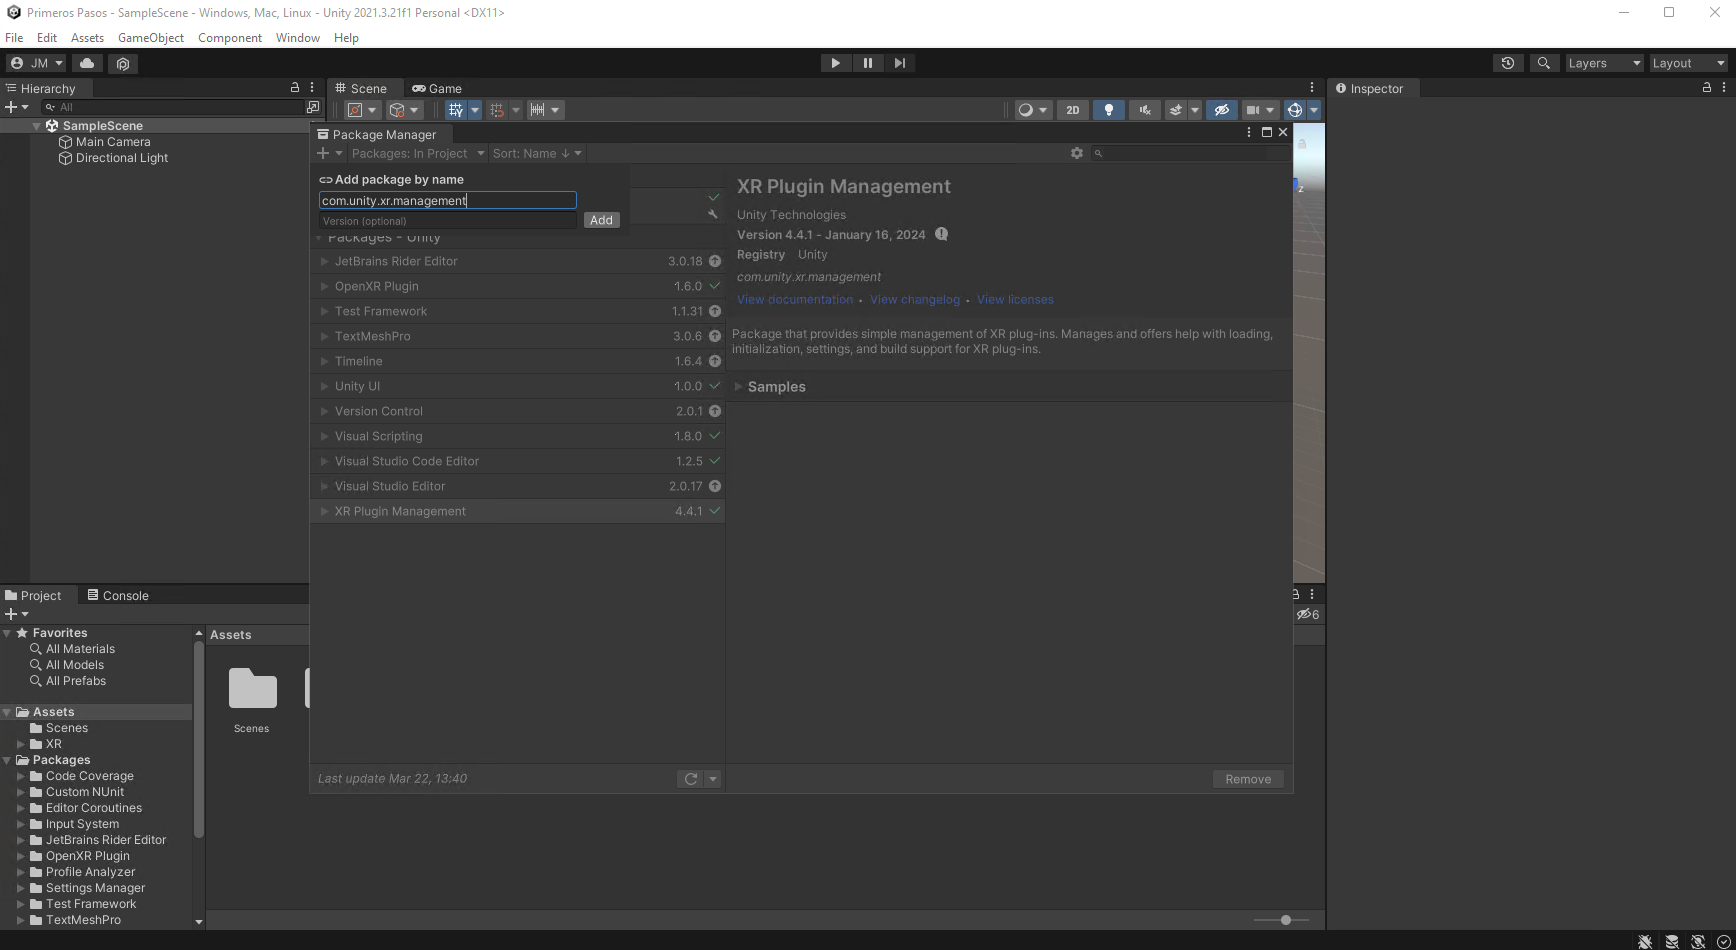 Primeros Pasos - SampleScene - Windows, Mac, Linux - Unity 2021.3.21f1 Personal <DX11>
File Edit Assets GameObject Component Window Help
JM Layers Layout
Hierarchy
All
SampleScene
Main Camera
Directional Light
Scene Game
2D
z
Inspector
Package Manager
Packages: In Project Sort: Name ↓
Add package by name
com.unity.xr.management
Version (optional) Add
Packages - Unity
JetBrains Rider Editor 3.0.18
OpenXR Plugin 1.6.0
Test Framework 1.1.31
TextMeshPro 3.0.6
Timeline 1.6.4
Unity UI 1.0.0
Version Control 2.0.1
Visual Scripting 1.8.0
Visual Studio Code Editor 1.2.5
Visual Studio Editor 2.0.17
XR Plugin Management 4.4.1
Last update Mar 22, 13:40
XR Plugin Management
Unity Technologies
Version 4.4.1 - January 16, 2024
Registry Unity
com.unity.xr.management
View documentation • View changelog • View licenses
Package that provides simple management of XR plug-ins. Manages and offers help with loading,
initialization, settings, and build support for XR plug-ins.
Samples
Remove
Project Console
6
Favorites
All Materials
All Models
All Prefabs
Assets
Scenes
XR
Packages
Code Coverage
Custom NUnit
Editor Coroutines
Input System
JetBrains Rider Editor
OpenXR Plugin
Profile Analyzer
Settings Manager
Test Framework
TextMeshPro
Assets
Scenes